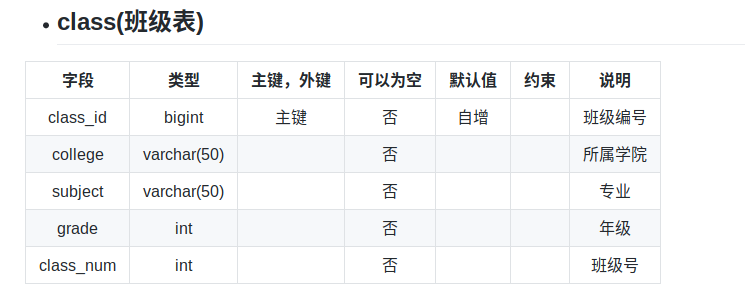 class(班级表)
字段 类型 主键，外键 可以为空 默认值 约束 说明
class_id bigint 主键 否 自增 班级编号
college varchar(50) 否 所属学院
subject varchar(50) 否 专业
grade int 否 年级
class_num int 否 班级号